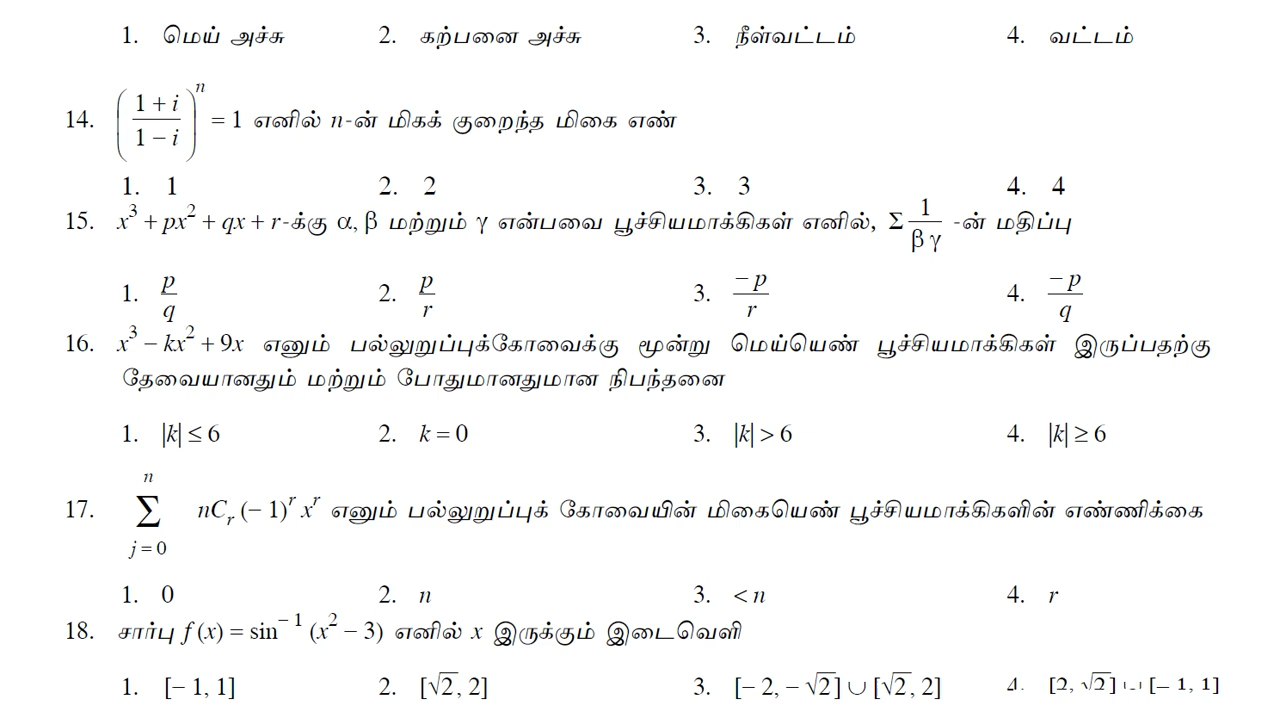 1. மெய் அச்சு 2. கற்பனை அச்சு 3. நீள்வட்டம் 4. வட்டம்
14. ((1 + i)/(1 − i))^n = 1 எனில் n-ன் மிகக் குறைந்த மிகை எண்
1. 1 2. 2 3. 3 4. 4
15. x³ + px² + qx + r-க்கு α, β மற்றும் γ என்பவை பூச்சியமாக்கிகள் எனில், Σ 1/(β γ) -ன் மதிப்பு
1. p/q 2. p/r 3. −p/r 4. −p/q
16. x³ − kx² + 9x எனும் பல்லுறுப்புக்கோவைக்கு மூன்று மெய்யெண் பூச்சியமாக்கிகள் இருப்பதற்கு
தேவையானதும் மற்றும் போதுமானதுமான நிபந்தனை
1. |k| ≤ 6 2. k = 0 3. |k| > 6 4. |k| ≥ 6
17. Σ_{j = 0}^{n} nC_r (− 1)^r x^r எனும் பல்லுறுப்புக் கோவையின் மிகையெண் பூச்சியமாக்கிகளின் எண்ணிக்கை
1. 0 2. n 3. < n 4. r
18. சார்பு f (x) = sin⁻¹ (x² − 3) எனில் x இருக்கும் இடைவெளி
1. [− 1, 1] 2. [√2, 2] 3. [− 2, − √2] ∪ [√2, 2] 4. [2, √2] ∪ [− 1, 1]